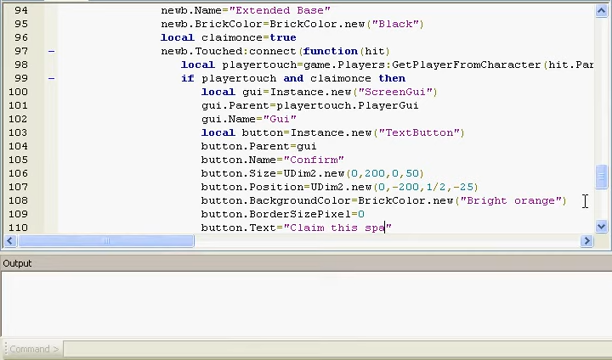 94 newb.Name="Extended Base"
95 newb.BrickColor=BrickColor.new("Black")
96 local claimonce=true
97 newb.Touched:connect(function(hit)
98 local playertouch=game.Players:GetPlayerFromCharacter(hit.Par
99 if playertouch and claimonce then
100 local gui=Instance.new("ScreenGui")
101 gui.Parent=playertouch.PlayerGui
102 gui.Name="Gui"
103 local button=Instance.new("TextButton")
104 button.Parent=gui
105 button.Name="Confirm"
106 button.Size=UDim2.new(0,200,0,50)
107 button.Position=UDim2.new(0,-200,1/2,-25)
108 button.BackgroundColor=BrickColor.new("Bright orange")
109 button.BorderSizePixel=0
110 button.Text="Claim this spa"
Output
Command >